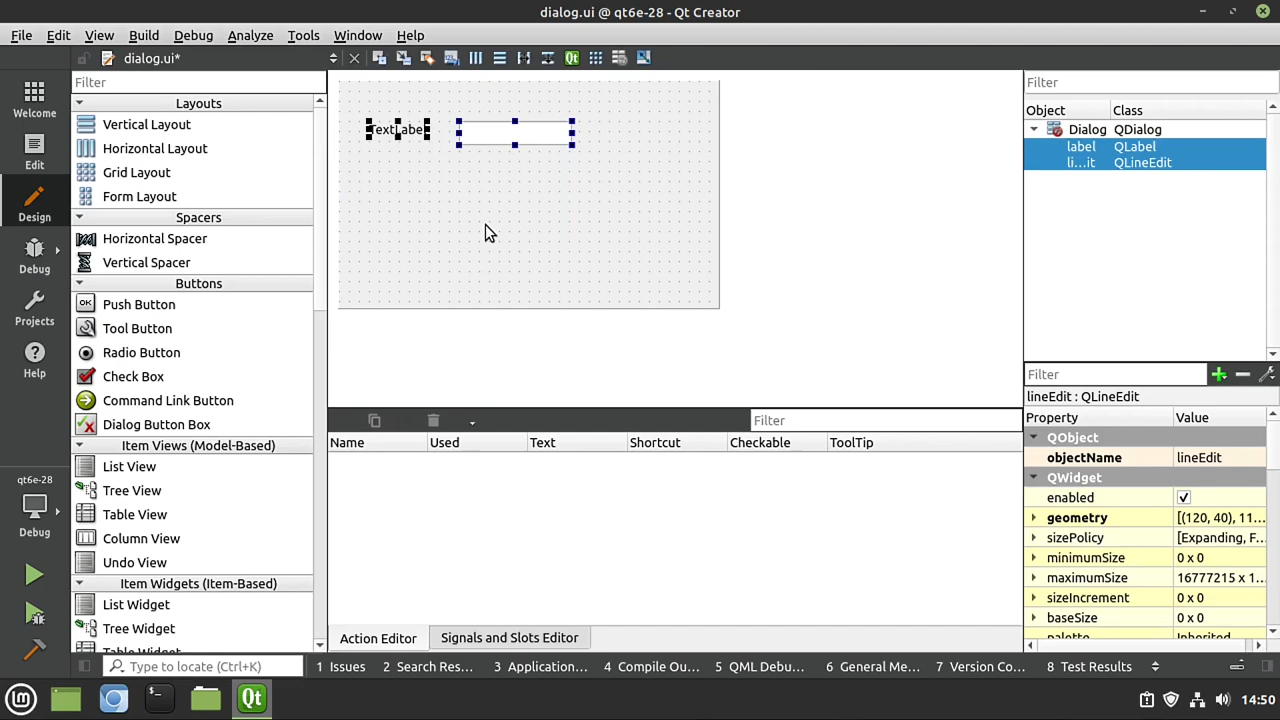 dialog.ui @ qt6e-28 - Qt Creator
File Edit View Build Debug Analyze Tools Window Help
dialog.ui*
Welcome
Edit
Design
Debug
Projects
Help
qt6e-28
Debug
Filter
Layouts
Vertical Layout
Horizontal Layout
Grid Layout
Form Layout
Spacers
Horizontal Spacer
Vertical Spacer
Buttons
OK Push Button
Tool Button
Radio Button
Check Box
Command Link Button
Dialog Button Box
Item Views (Model-Based)
List View
Tree View
Table View
Column View
Undo View
Item Widgets (Item-Based)
List Widget
Tree Widget
Table Widget
TextLabel
Filter
Name Used Text Shortcut Checkable ToolTip
Action Editor Signals and Slots Editor
Filter
Object Class
Dialog QDialog
label QLabel
li...it QLineEdit
Filter
lineEdit : QLineEdit
Property Value
QObject
objectName lineEdit
QWidget
enabled
geometry [(120, 40), 11...
sizePolicy [Expanding, F...
minimumSize 0 x 0
maximumSize 16777215 x 1...
sizeIncrement 0 x 0
baseSize 0 x 0
palette Inherited
Type to locate (Ctrl+K) 1 Issues 2 Search Res... 3 Application... 4 Compile Ou... 5 QML Debu... 6 General Me... 7 Version Co... 8 Test Results
Qt 14:50